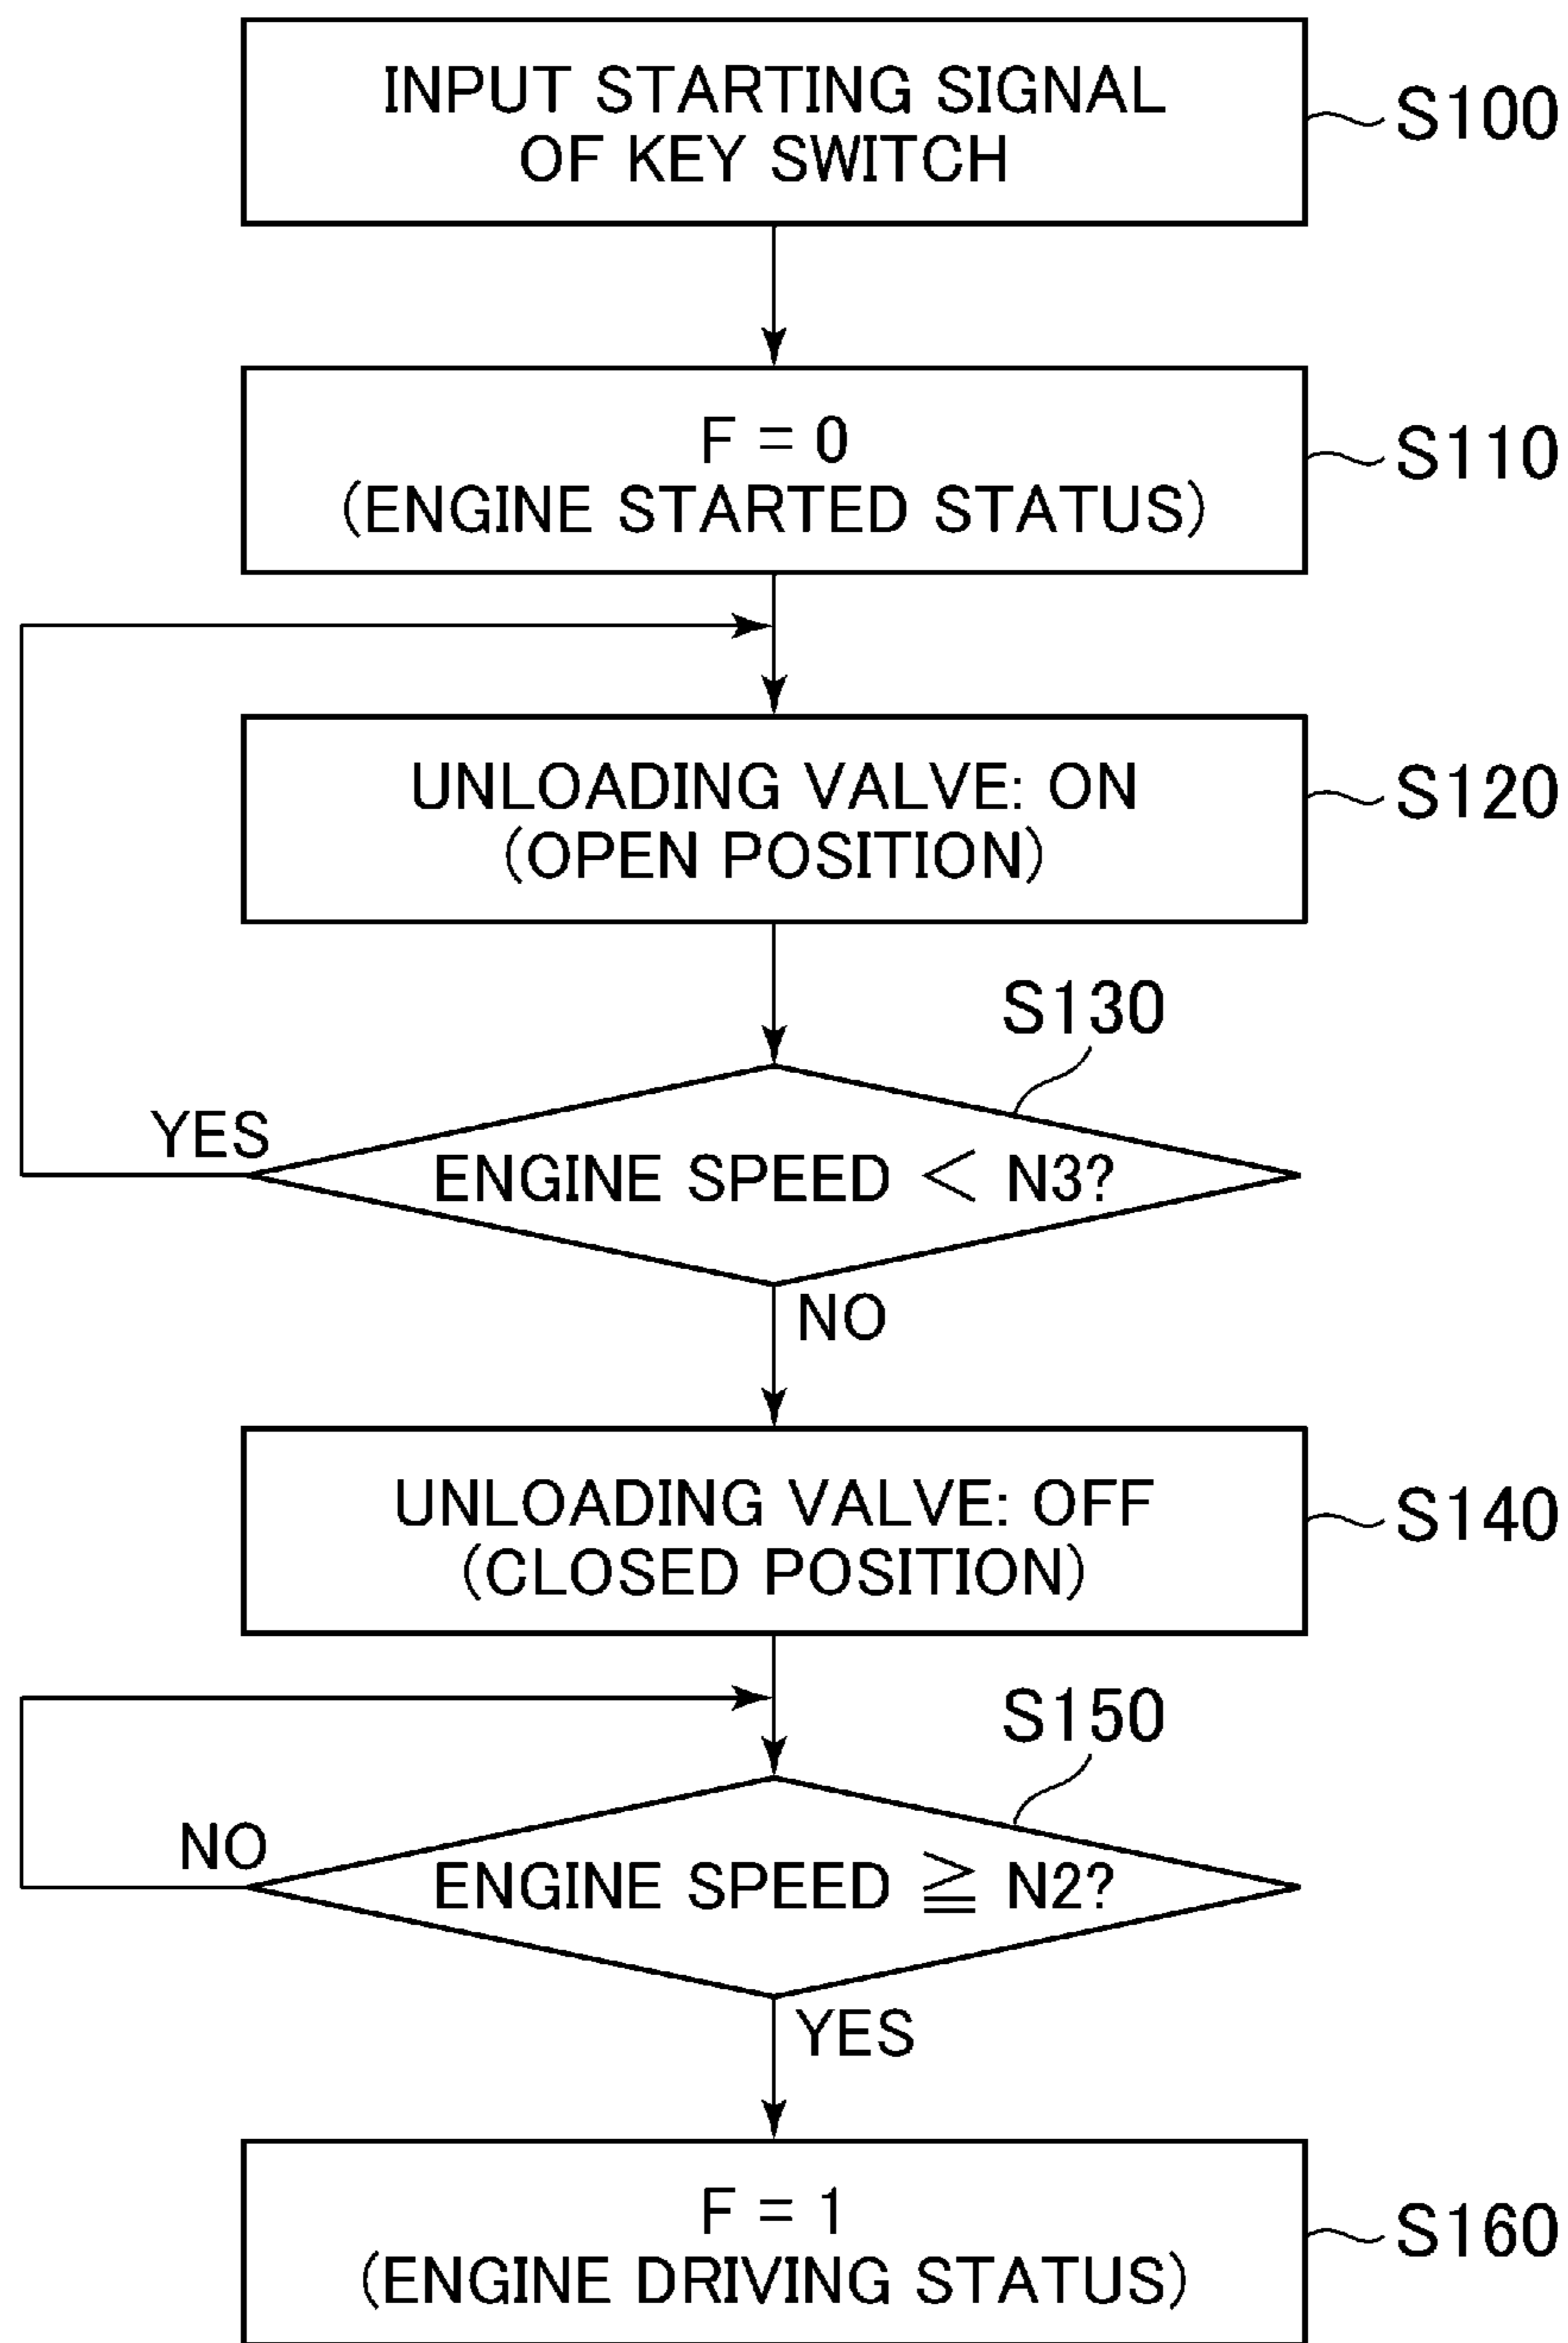 INPUT STARTING SIGNAL
OF KEY SWITCH
S100
F = 0
(ENGINE STARTED STATUS)
S110
UNLOADING VALVE: ON
(OPEN POSITION)
S120
S130
YES
ENGINE SPEED < N3?
NO
UNLOADING VALVE: OFF
(CLOSED POSITION)
S140
S150
NO
ENGINE SPEED ≧ N2?
YES
F = 1
(ENGINE DRIVING STATUS)
S160